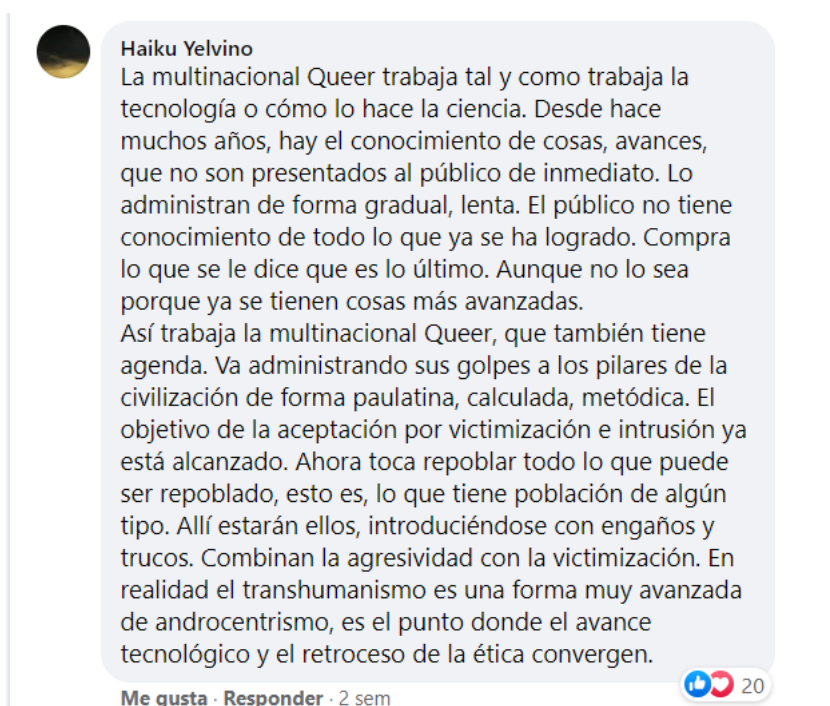 Haiku Yelvino
La multinacional Queer trabaja tal y como trabaja la
tecnología o cómo lo hace la ciencia. Desde hace
muchos años, hay el conocimiento de cosas, avances,
que no son presentados al público de inmediato. Lo
administran de forma gradual, lenta. El público no tiene
conocimiento de todo lo que ya se ha logrado. Compra
lo que se le dice que es lo último. Aunque no lo sea
porque ya se tienen cosas más avanzadas.
Así trabaja la multinacional Queer, que también tiene
agenda. Va administrando sus golpes a los pilares de la
civilización de forma paulatina, calculada, metódica. El
objetivo de la aceptación por victimización e intrusión ya
está alcanzado. Ahora toca repoblar todo lo que puede
ser repoblado, esto es, lo que tiene población de algún
tipo. Allí estarán ellos, introduciéndose con engaños y
trucos. Combinan la agresividad con la victimización. En
realidad el transhumanismo es una forma muy avanzada
de androcentrismo, es el punto donde el avance
tecnológico y el retroceso de la ética convergen.
20
Me gusta · Responder · 2 sem